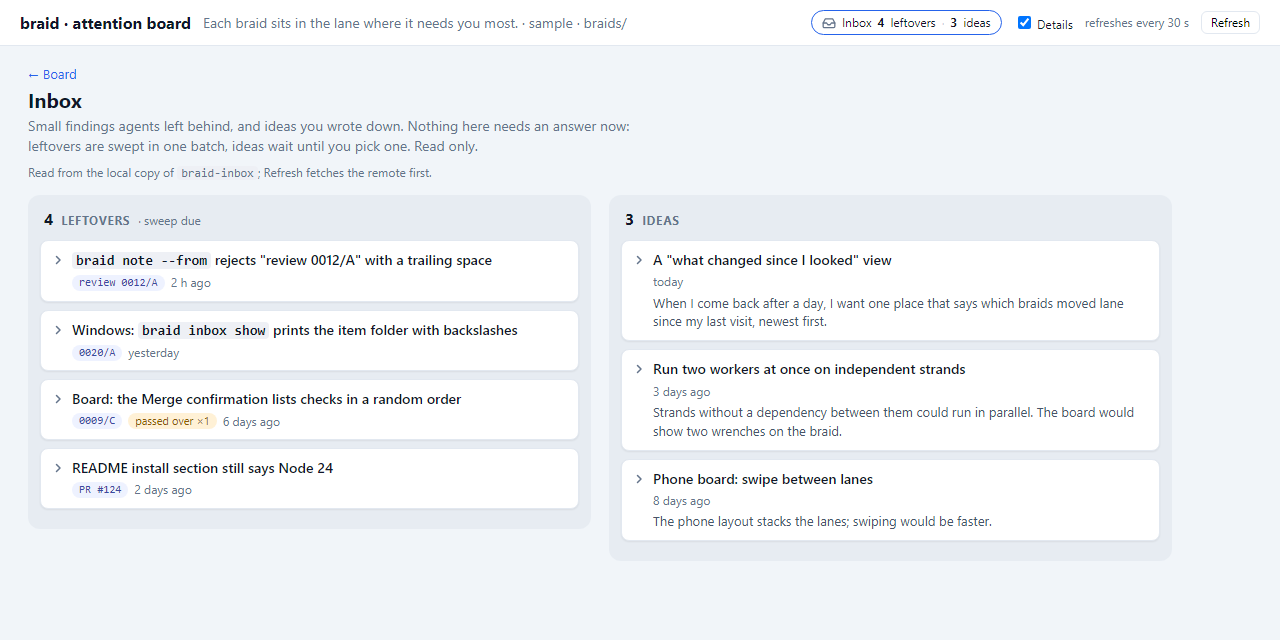 braid · attention board Each braid sits in the lane where it needs you most. · sample · braids/ Inbox 4 leftovers · 3 ideas Details refreshes every 30 s Refresh
← Board
Inbox
Small findings agents left behind, and ideas you wrote down. Nothing here needs an answer now:
leftovers are swept in one batch, ideas wait until you pick one. Read only.
Read from the local copy of braid-inbox; Refresh fetches the remote first.
4 LEFTOVERS · sweep due
braid note --from rejects "review 0012/A" with a trailing space
review 0012/A 2 h ago
Windows: braid inbox show prints the item folder with backslashes
0020/A yesterday
Board: the Merge confirmation lists checks in a random order
0009/C passed over ×1 6 days ago
README install section still says Node 24
PR #124 2 days ago
3 IDEAS
A "what changed since I looked" view
today
When I come back after a day, I want one place that says which braids moved lane
since my last visit, newest first.
Run two workers at once on independent strands
3 days ago
Strands without a dependency between them could run in parallel. The board would
show two wrenches on the braid.
Phone board: swipe between lanes
8 days ago
The phone layout stacks the lanes; swiping would be faster.